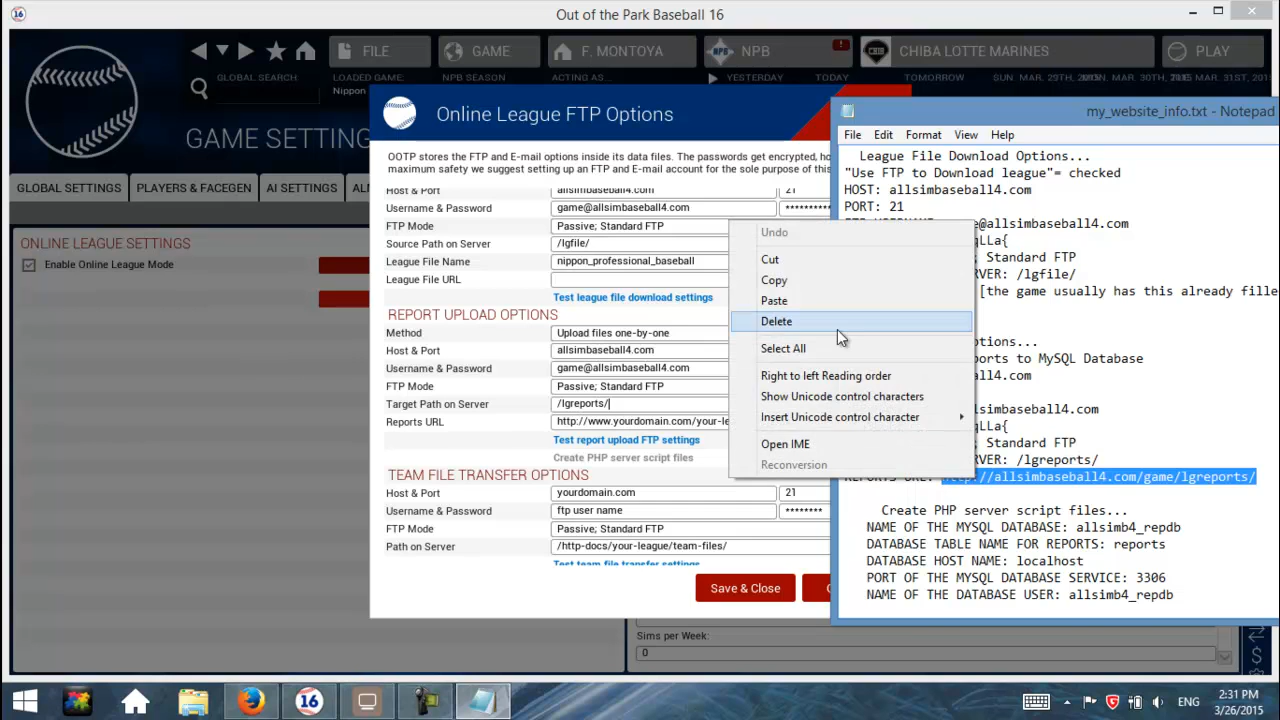 Out of the Park Baseball 16
FILE
GAME
F. MONTOYA
NPB
CHIBA LOTTE MARINES
PLAY
GLOBAL SEARCH:
LOADED GAME:
NPB SEASON
ACTING AS...
YESTERDAY
TODAY
TOMORROW
SUN. MAR. 29TH,
MAR. 31ST, 2015
Nippon
GAME SETTING
GLOBAL SETTINGS
PLAYERS & FACEGEN
AI SETTINGS
ONLINE LEAGUE SETTINGS
Enable Online League Mode
Online League FTP Options
OOTP stores the FTP and E-mail options inside its data files. The passwords get encrypted,
maximum safety we suggest setting up an FTP and E-mail account for the sole purpose of this
Host & Port
allsimbaseball4.com
21
Username & Password
game@allsimbaseball4.com
*********
FTP Mode
Passive; Standard FTP
Source Path on Server
/lgfile/
League File Name
nippon_professional_baseball
League File URL
Test league file download settings
REPORT UPLOAD OPTIONS
Method
Upload files one-by-one
Host & Port
allsimbaseball4.com
Username & Password
game@allsimbaseball4.com
FTP Mode
Passive; Standard FTP
Target Path on Server
/lgreports/
Reports URL
http://www.yourdomain.com/your-le
Test report upload FTP settings
Create PHP server script files
TEAM FILE TRANSFER OPTIONS
Host & Port
yourdomain.com
21
Username & Password
ftp user name
********
FTP Mode
Passive; Standard FTP
Path on Server
/http-docs/your-league/team-files/
Test team file transfer settings
Save & Close
Undo
Cut
Copy
Paste
Delete
Select All
Right to left Reading order
Show Unicode control characters
Insert Unicode control character
Open IME
Reconversion
my_website_info.txt - Notepad
File Edit Format View Help
League File Download Options...
"Use FTP to Download league"= checked
HOST: allsimbaseball4.com
PORT: 21
e@allsimbaseball4.com
qLLa{
Standard FTP
ERVER: /lgfile/
[the game usually has this already fille
tions...
ports to MySQL Database
all4.com
all4.com
qLLa{
Standard FTP
ERVER: /lgreports/
REPORTS URL: http://allsimbaseball4.com/game/lgreports/
Create PHP server script files...
NAME OF THE MYSQL DATABASE: allsimb4_repdb
DATABASE TABLE NAME FOR REPORTS: reports
DATABASE HOST NAME: localhost
PORT OF THE MYSQL DATABASE SERVICE: 3306
NAME OF THE DATABASE USER: allsimb4_repdb
Sims per Week:
0
ENG
2:31 PM
3/26/2015